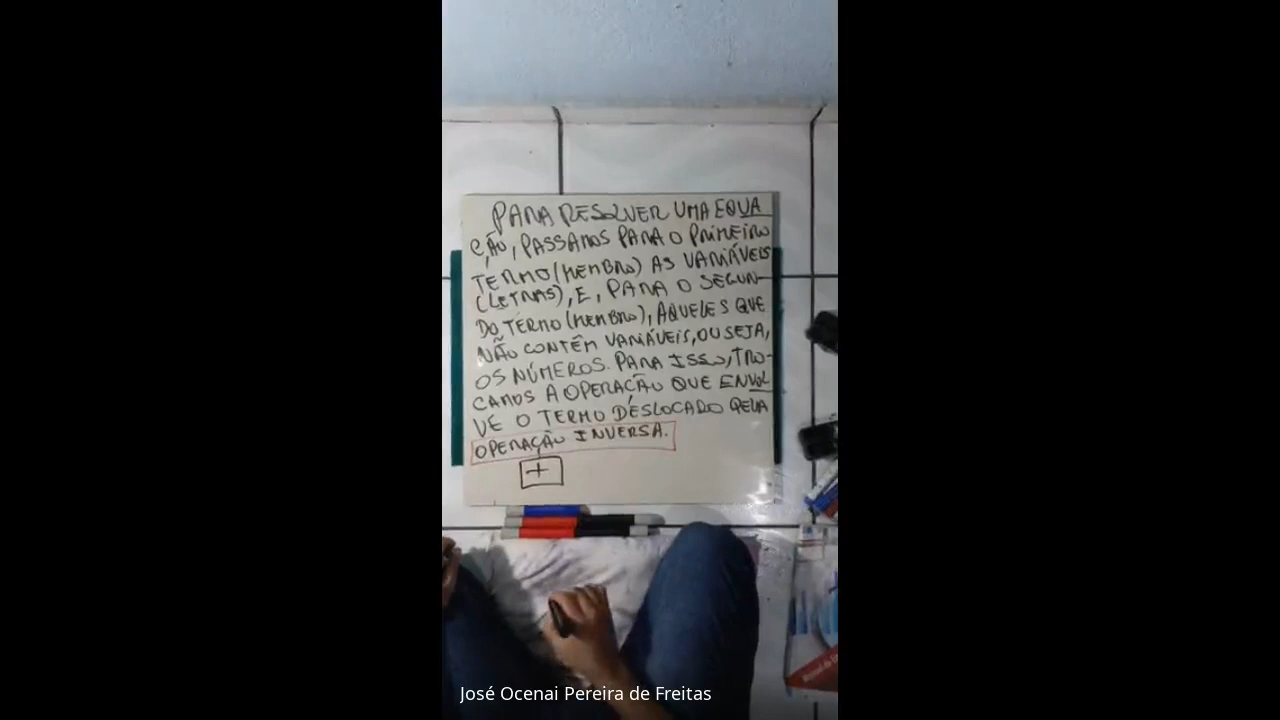 PARA RESOLVER UMA EQUA
ÇÃO, PASSAMOS PARA O PRIMEIRO
TERMO (MEMBRO) AS VARIÁVEIS
(LETRAS), E, PARA O SEGUN-
DO TERMO (MEMBRO), AQUELES QUE
NÃO CONTÊM VARIÁVEIS, OU SEJA,
OS NÚMEROS. PARA ISSO, TRO-
CAMOS A OPERAÇÃO QUE ENVOL
VE O TERMO DESLOCADO PELA
OPERAÇÃO INVERSA.
+
José Ocenai Pereira de Freitas